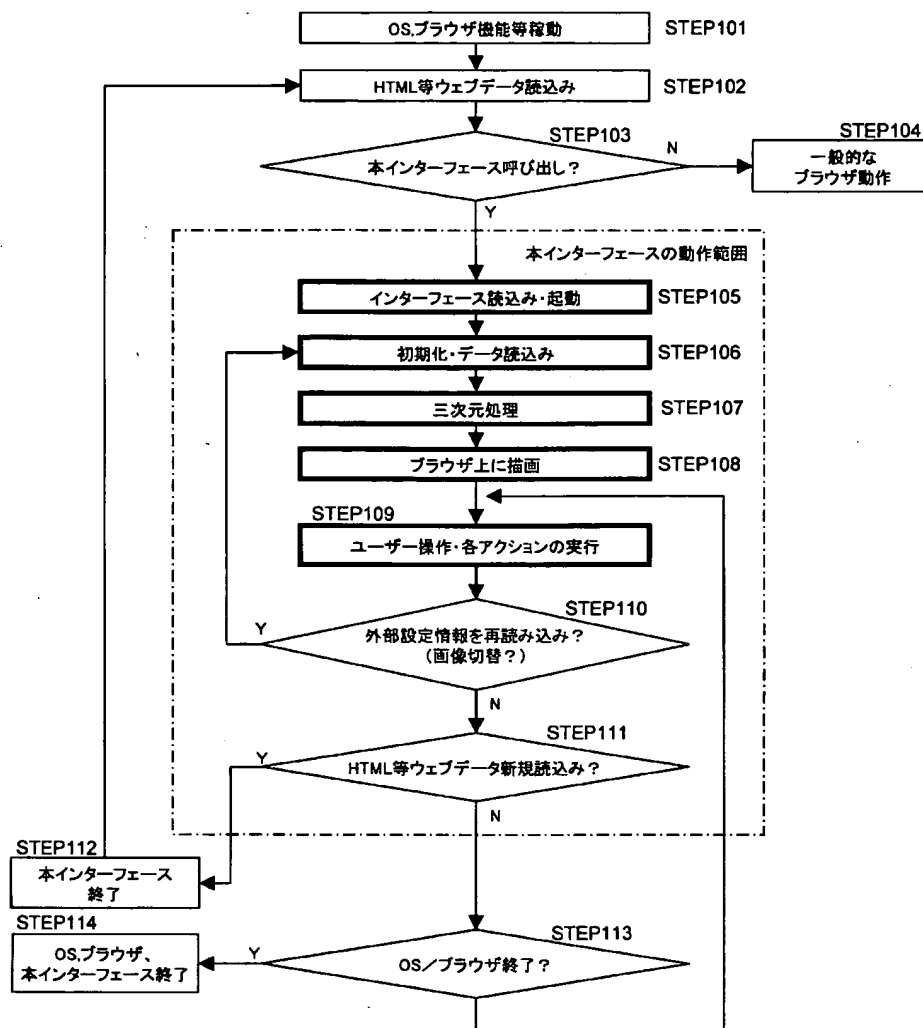 OS,ブラウザ機能等稼動
STEP101
HTML等ウェブデータ読込み
STEP102
STEP103
本インターフェース呼び出し?
N
Y
STEP104
一般的な
ブラウザ動作
本インターフェースの動作範囲
インターフェース読込み・起動
STEP105
初期化・データ読込み
STEP106
三次元処理
STEP107
ブラウザ上に描画
STEP108
STEP109
ユーザー操作・各アクションの実行
STEP110
外部設定情報を再読み込み?
(画像切替?)
Y
N
STEP111
HTML等ウェブデータ新規読込み?
Y
N
STEP112
本インターフェース
終了
STEP113
OS/ブラウザ終了?
Y
STEP114
OS,ブラウザ、
本インターフェース終了